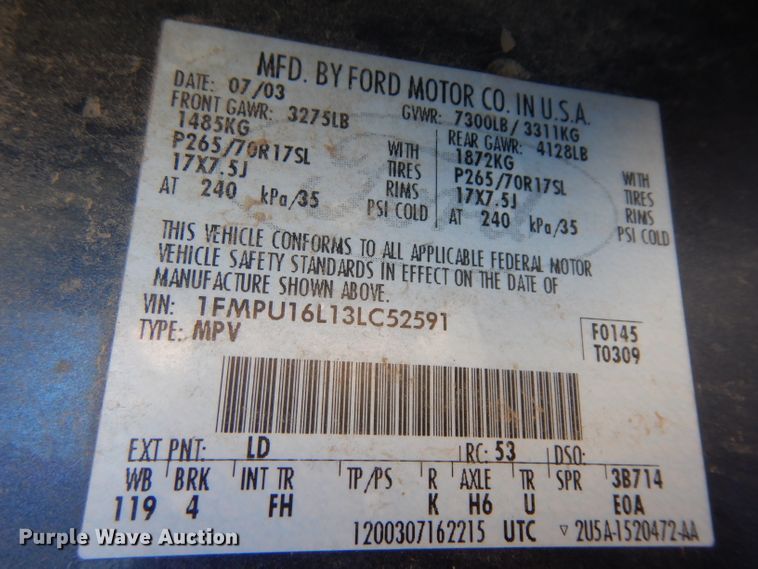 MFD. BY FORD MOTOR CO. IN U.S.A.
DATE: 07/03 GVWR: 7300LB / 3311KG
FRONT GAWR: 3275LB REAR GAWR: 4128LB
1485KG WITH 1872KG WITH
P265/70R17SL TIRES P265/70R17SL TIRES
17X7.5J RIMS 17X7.5J RIMS
AT 240 kPa/35 PSI COLD AT 240 kPa/35 PSI COLD
THIS VEHICLE CONFORMS TO ALL APPLICABLE FEDERAL MOTOR
VEHICLE SAFETY STANDARDS IN EFFECT ON THE DATE OF
MANUFACTURE SHOWN ABOVE.
VIN: 1FMPU16L13LC52591
TYPE: MPV F0145
T0309
EXT PNT: LD RC: 53 DSO:
WB BRK INT TR TP/PS R AXLE TR SPR 3B714
119 4 FH K H6 U E0A
1200307162215 UTC ▽ 2U5A-1520472-AA
Purple Wave Auction